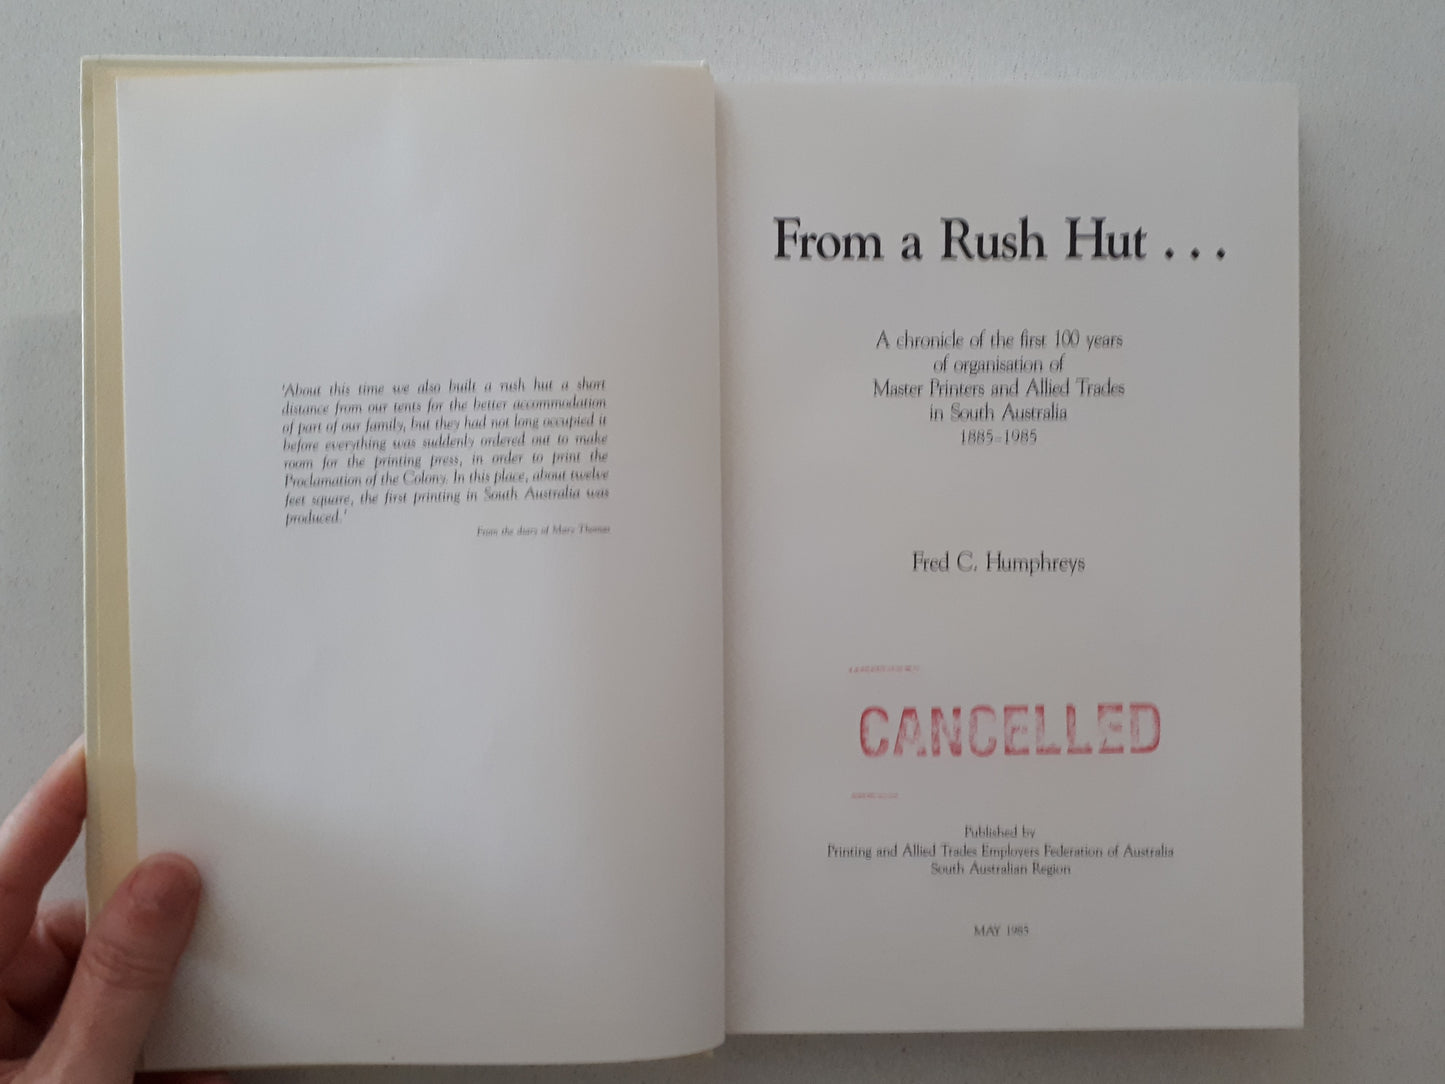 'About this time we also built a rush hut a short
distance from our tents for the better accommodation
of part of our family, but they had not long occupied it
before everything was suddenly ordered out to make
room for the printing press, in order to print the
Proclamation of the Colony. In this place, about twelve
feet square, the first printing in South Australia was
produced.'
From the diary of Mary Thomas
From a Rush Hut . . .
A chronicle of the first 100 years
of organisation of
Master Printers and Allied Trades
in South Australia
1885-1985
Fred C. Humphreys
CANCELLED
Published by
Printing and Allied Trades Employers Federation of Australia
South Australian Region
MAY 1985